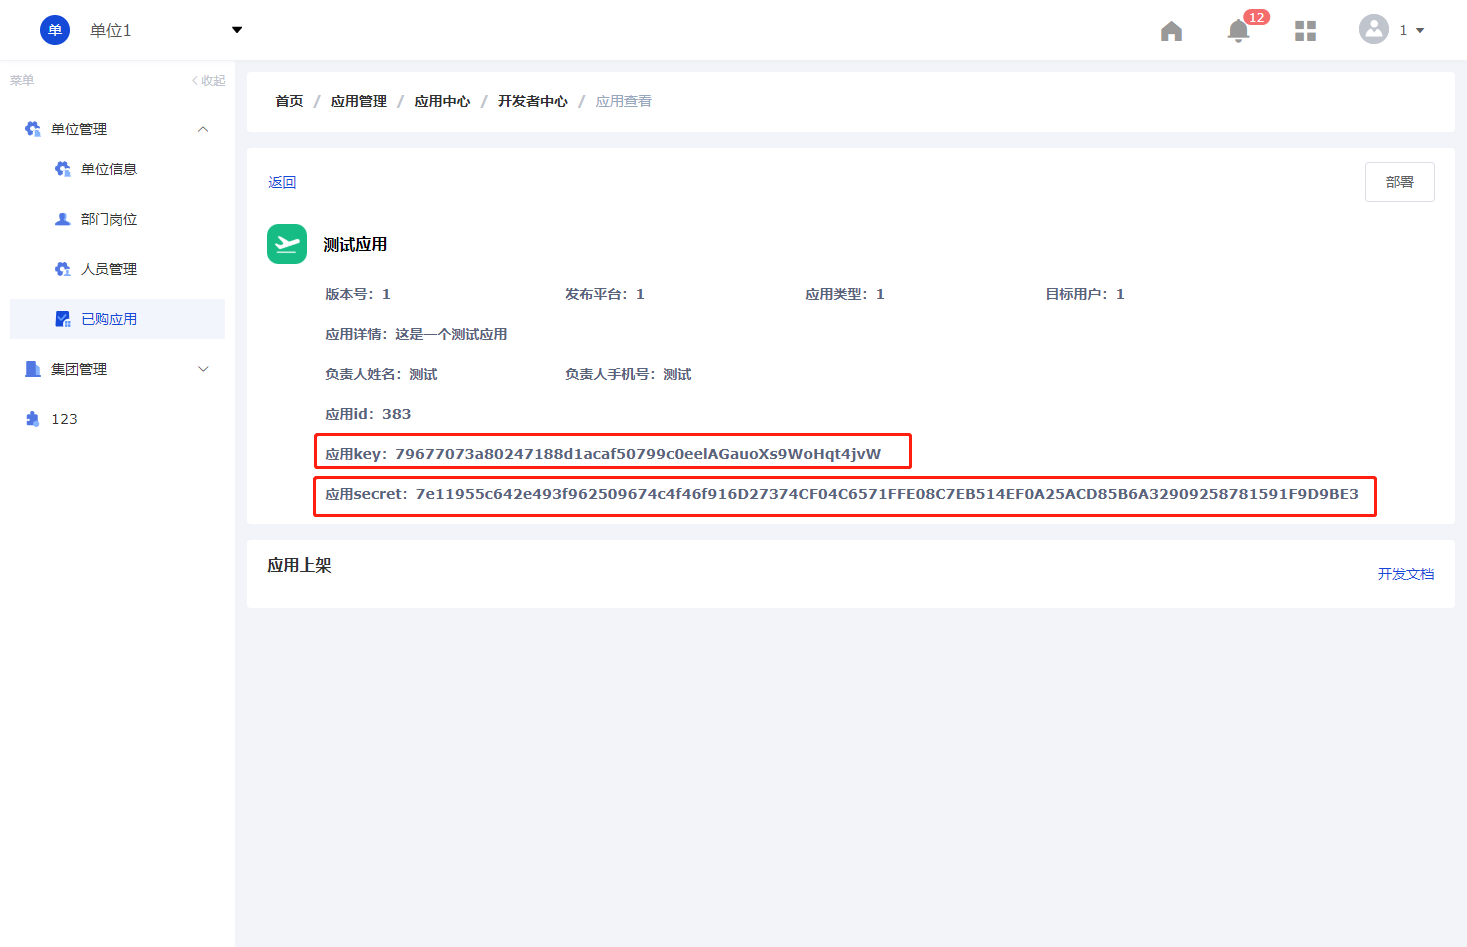 单 单位1
12
1
菜单 收起
单位管理
单位信息
部门岗位
人员管理
已购应用
集团管理
123
首页 / 应用管理 / 应用中心 / 开发者中心 / 应用查看
返回
部署
测试应用
版本号：1 发布平台：1 应用类型：1 目标用户：1
应用详情：这是一个测试应用
负责人姓名：测试 负责人手机号：测试
应用id：383
应用key：79677073a80247188d1acaf50799c0eelAGauoXs9WoHqt4jvW
应用secret：7e11955c642e493f962509674c4f46f916D27374CF04C6571FFE08C7EB514EF0A25ACD85B6A32909258781591F9D9BE3
应用上架
开发文档